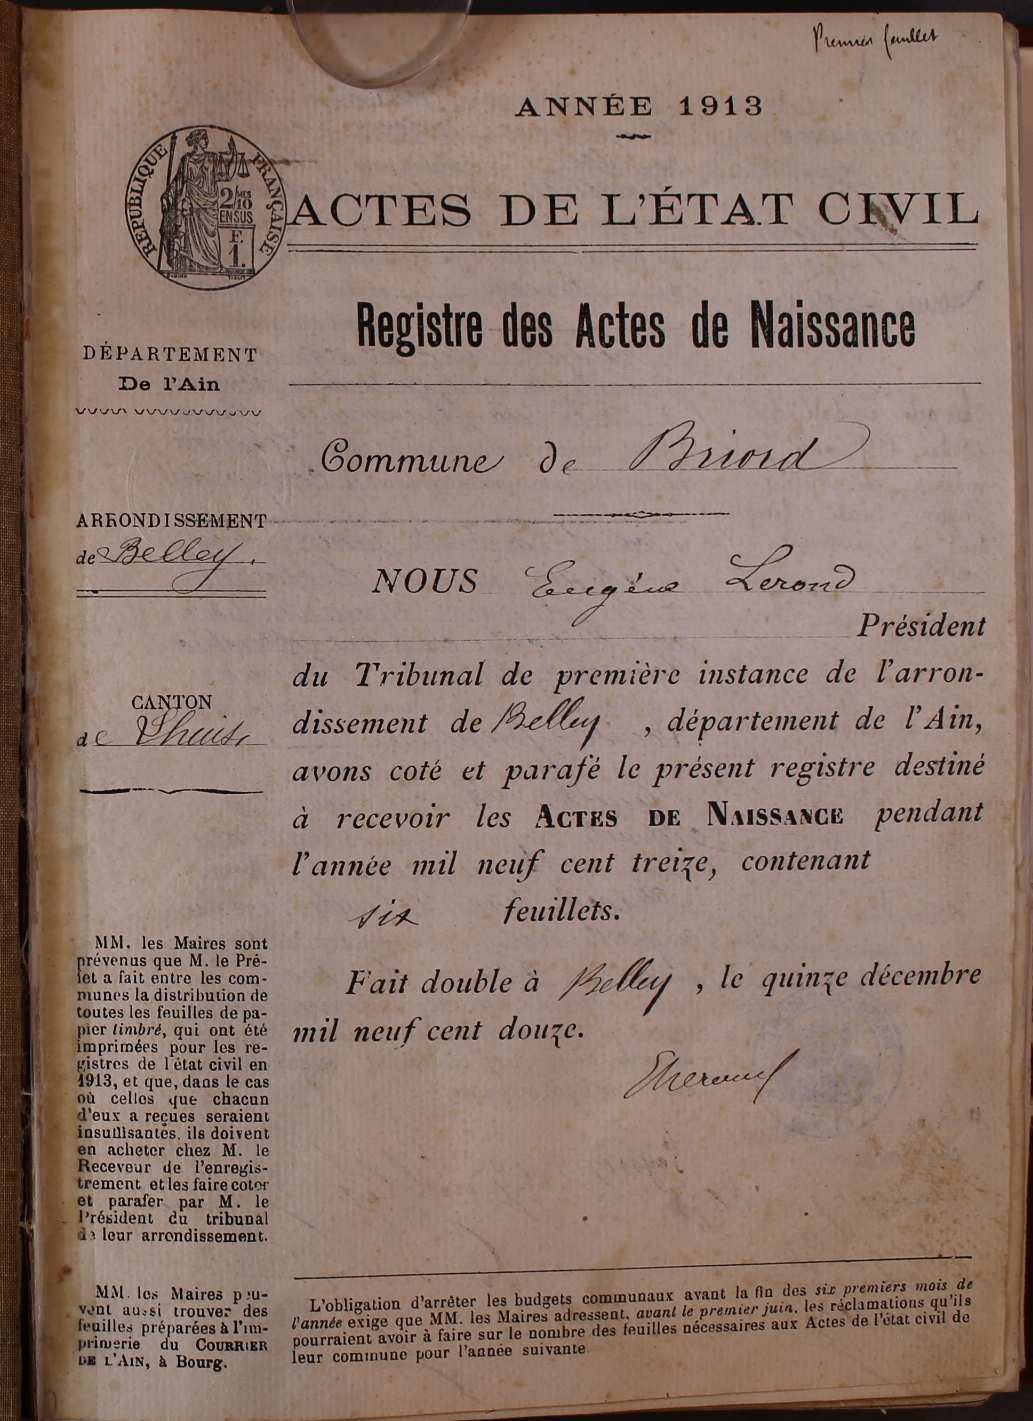 Premier feuillet
ANNÉE 1913
RÉPUBLIQUE FRANÇAISE
2/10
EN SUS
F.
1.
ACTES DE L'ÉTAT CIVIL
Registre des Actes de Naissance
DÉPARTEMENT
De l'Ain
Commune de Briord
ARRONDISSEMENT
de Belley.
NOUS Eugène Lerond
Président
du Tribunal de première instance de l'arron-
dissement de Belley, département de l'Ain,
avons coté et parafé le présent registre destiné
à recevoir les ACTES DE NAISSANCE pendant
l'année mil neuf cent treize, contenant
six feuillets.
Fait double à Belley, le quinze décembre
mil neuf cent douze.
CANTON
de Lhuis
MM. les Maires sont
prévenus que M. le Pré-
fet a fait entre les com-
munes la distribution de
toutes les feuilles de pa-
pier timbré, qui ont été
imprimées pour les re-
gistres de l'état civil en
1913, et que, dans le cas
où celles que chacun
d'eux a reçues seraient
insuffisantes, ils doivent
en acheter chez M. le
Receveur de l'enregis-
trement et les faire coter
et parafer par M. le
Président du tribunal
de leur arrondissement.
MM. les Maires peu-
vent aussi trouver des
feuilles préparées à l'im-
primerie du COURRIER
DE L'AIN, à Bourg.
L'obligation d'arrêter les budgets communaux avant la fin des six premiers mois de
l'année exige que MM. les Maires adressent, avant le premier juin, les réclamations qu'ils
pourraient avoir à faire sur le nombre des feuilles nécessaires aux Actes de l'état civil de
leur commune pour l'année suivante